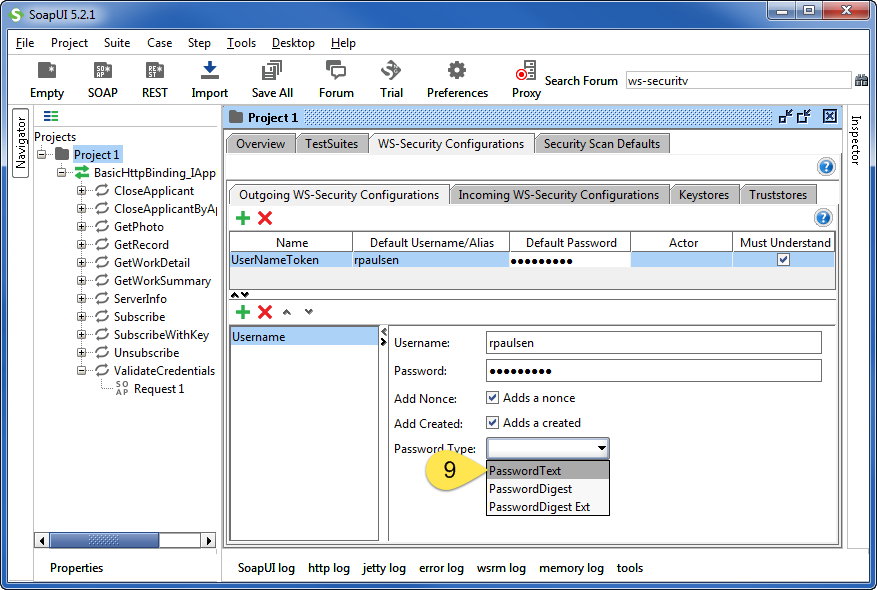 SoapUI 5.2.1
File Project Suite Case Step Tools Desktop Help
Empty SOAP REST Import Save All Forum Trial Preferences Proxy Search Forum ws-security
Navigator
Projects
Project 1
BasicHttpBinding_IApp
CloseApplicant
CloseApplicantByAp
GetPhoto
GetRecord
GetWorkDetail
GetWorkSummary
ServerInfo
Subscribe
SubscribeWithKey
Unsubscribe
ValidateCredentials
SO
AP
Request 1
Properties
Project 1
Overview TestSuites WS-Security Configurations Security Scan Defaults
Outgoing WS-Security Configurations Incoming WS-Security Configurations Keystores Truststores
Name Default Username/Alias Default Password Actor Must Understand
UserNameToken rpaulsen ●●●●●●●●●
Username
Username: rpaulsen
Password: ●●●●●●●●●
Add Nonce: Adds a nonce
Add Created: Adds a created
Password Type:
9
PasswordText
PasswordDigest
PasswordDigest Ext
Inspector
SoapUI log http log jetty log error log wsrm log memory log tools